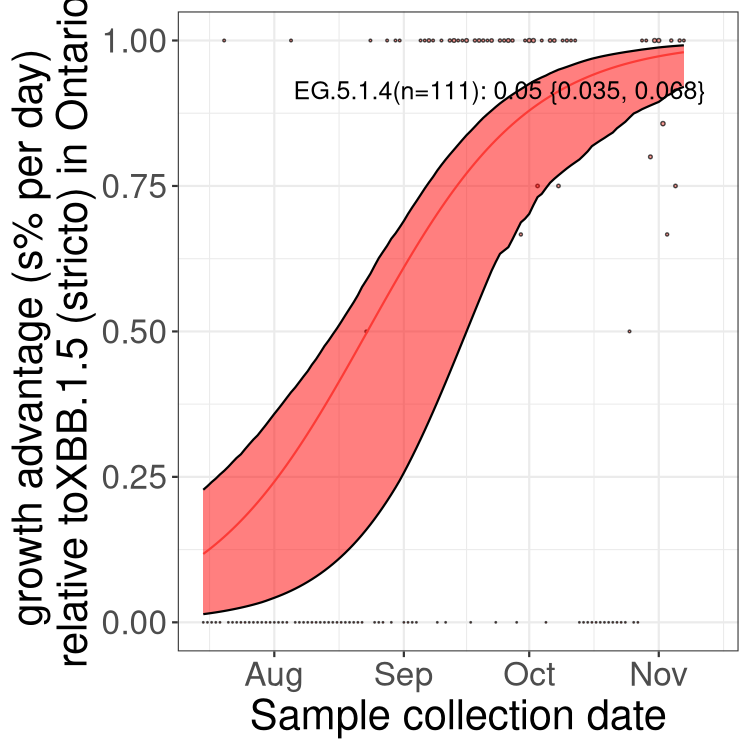 growth advantage (s% per day)
relative toXBB.1.5 (stricto) in Ontario
1.00
0.75
0.50
0.25
0.00
EG.5.1.4(n=111): 0.05 {0.035, 0.068}
Aug Sep Oct Nov
Sample collection date